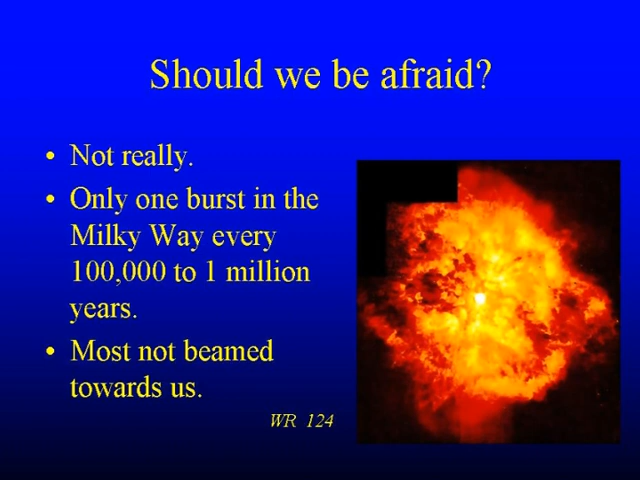 Should we be afraid?
• Not really.
• Only one burst in the
Milky Way every
100,000 to 1 million
years.
• Most not beamed
towards us.
WR 124